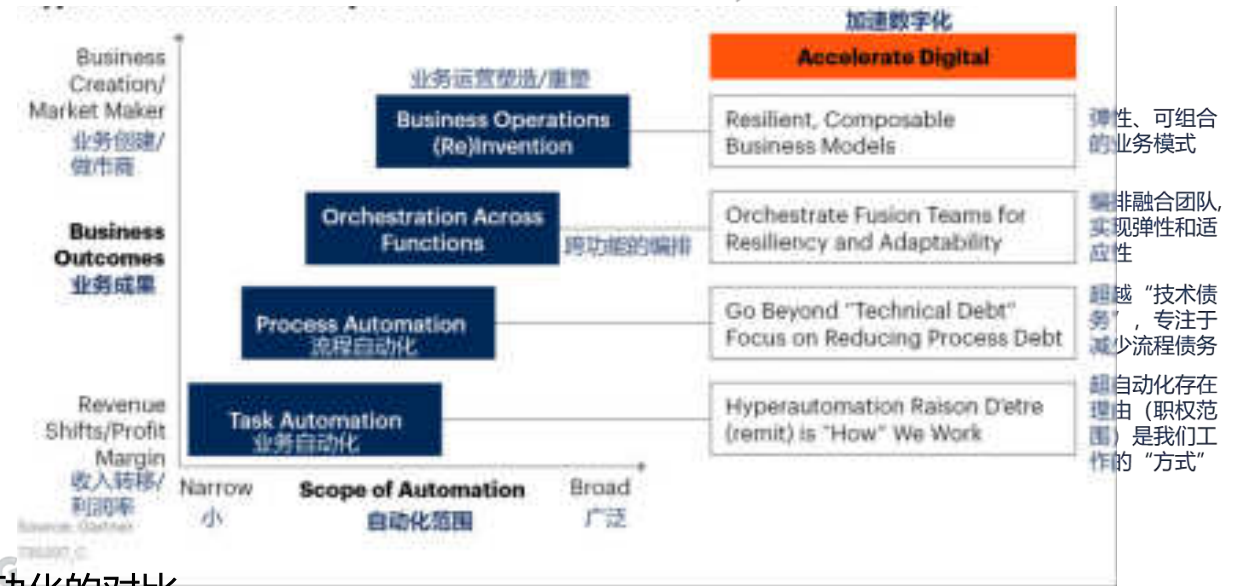 加速数字化
Accelerate Digital
Business
Creation/
Market Maker
业务创建/
做市商
业务运营塑造/重塑
Business Operations
(Re)Invention
Resilient, Composable
Business Models
弹性、可组合
的业务模式
Orchestration Across
Functions
跨功能的编排
Orchestrate Fusion Teams for
Resiliency and Adaptability
编排融合团队,
实现弹性和适
应性
Business
Outcomes
业务成果
Process Automation
流程自动化
Go Beyond "Technical Debt"
Focus on Reducing Process Debt
超越“技术债
务”，专注于
减少流程债务
Revenue
Shifts/Profit
Margin
收入转移/
利润率
Task Automation
业务自动化
Hyperautomation Raison D'etre
(remit) is "How" We Work
超自动化存在
理由（职权范
围）是我们工
作的“方式”
Narrow
小
Scope of Automation
自动化范围
Broad
广泛
Source: Gartner
动化的对比